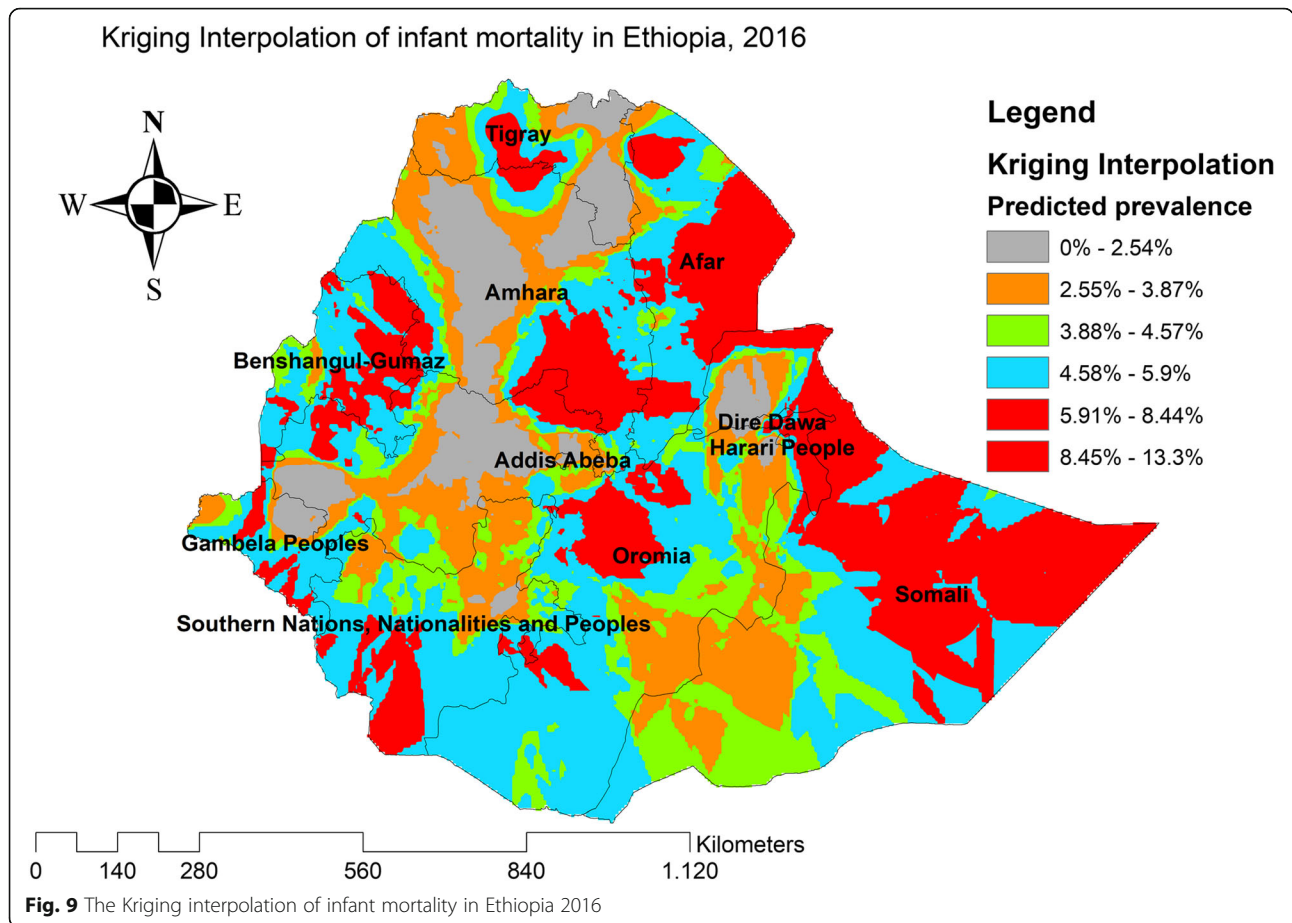 Kriging Interpolation of infant mortality in Ethiopia, 2016
N
W
E
S
Legend
Kriging Interpolation
Predicted prevalence
0% - 2.54%
2.55% - 3.87%
3.88% - 4.57%
4.58% - 5.9%
5.91% - 8.44%
8.45% - 13.3%
Tigray
Afar
Amhara
Benshangul-Gumaz
Dire Dawa
Harari People
Addis Abeba
Gambela Peoples
Oromia
Somali
Southern Nations, Nationalities and Peoples
Kilometers
0 140 280 560 840 1.120
Fig. 9 The Kriging interpolation of infant mortality in Ethiopia 2016